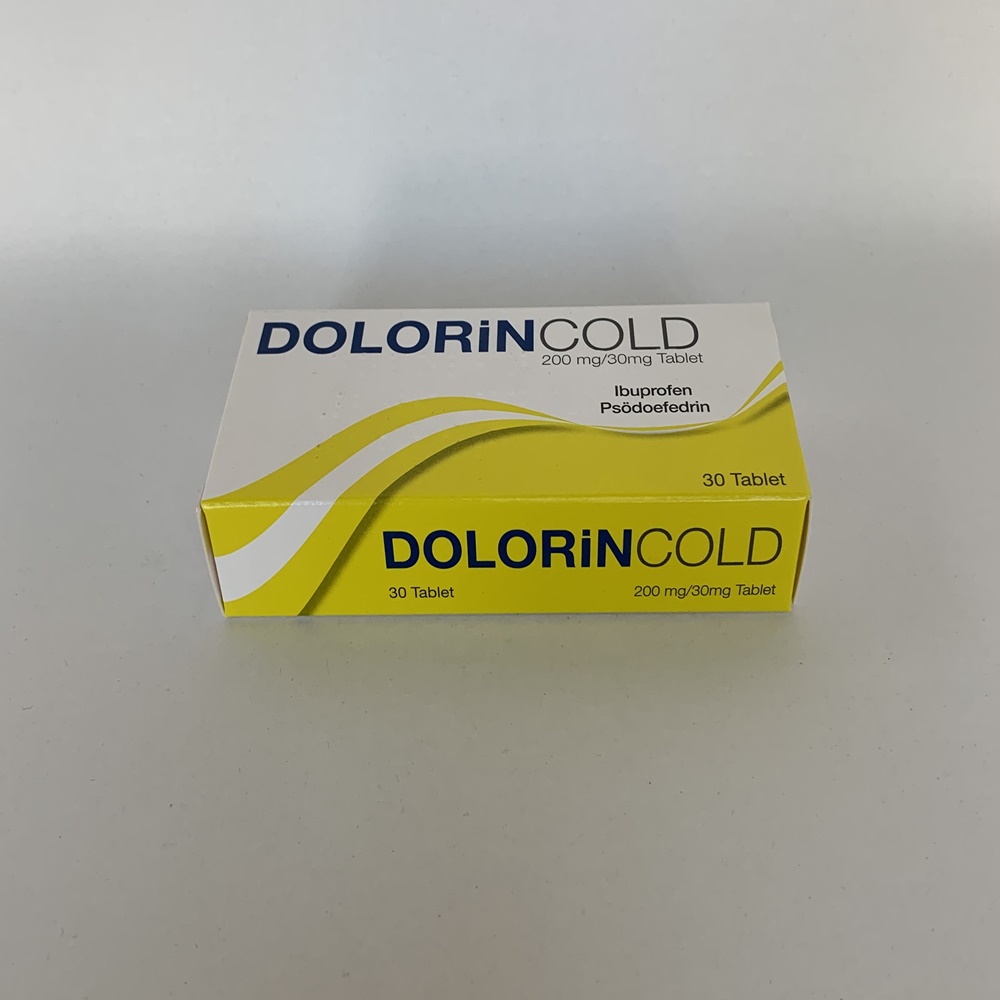 DOLORiNCOLD
200 mg/30mg Tablet
Ibuprofen
Psödoefedrin
30 Tablet
DOLORiNCOLD
30 Tablet
200 mg/30mg Tablet